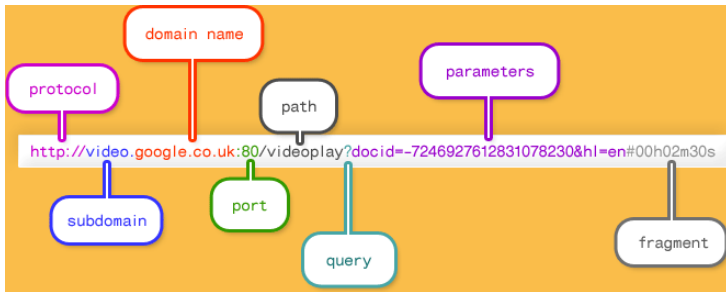 domain name
parameters
protocol
path
http://video.google.co.uk:80/videoplay?docid=-7246927612831078230&hl=en#00h02m30s
subdomain
port
query
fragment